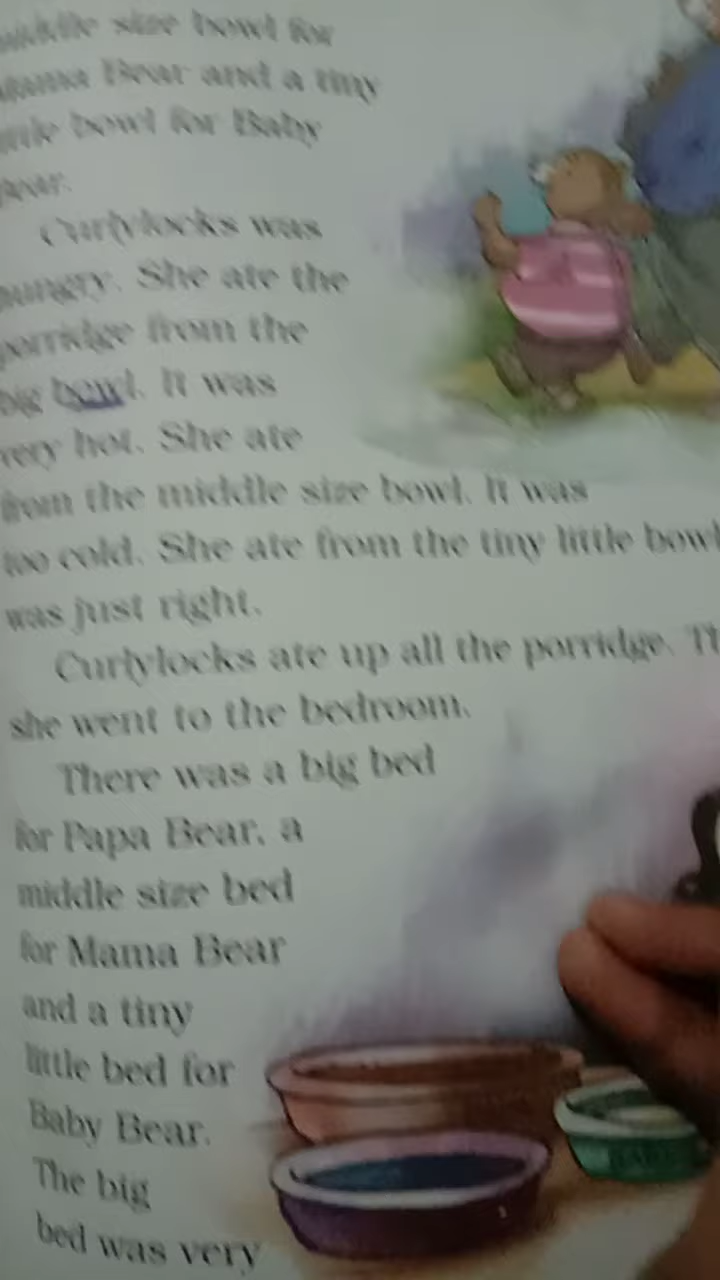 middle size bowl for
Mama Bear and a tiny
little bowl for Baby
Bear.
Curlylocks was
hungry. She ate the
porridge from the
big bowl. It was
very hot. She ate
from the middle size bowl. It was
too cold. She ate from the tiny little bowl
was just right.
Curlylocks ate up all the porridge. Th
she went to the bedroom.
There was a big bed
for Papa Bear, a
middle size bed
for Mama Bear
and a tiny
little bed for
Baby Bear.
The big
bed was very